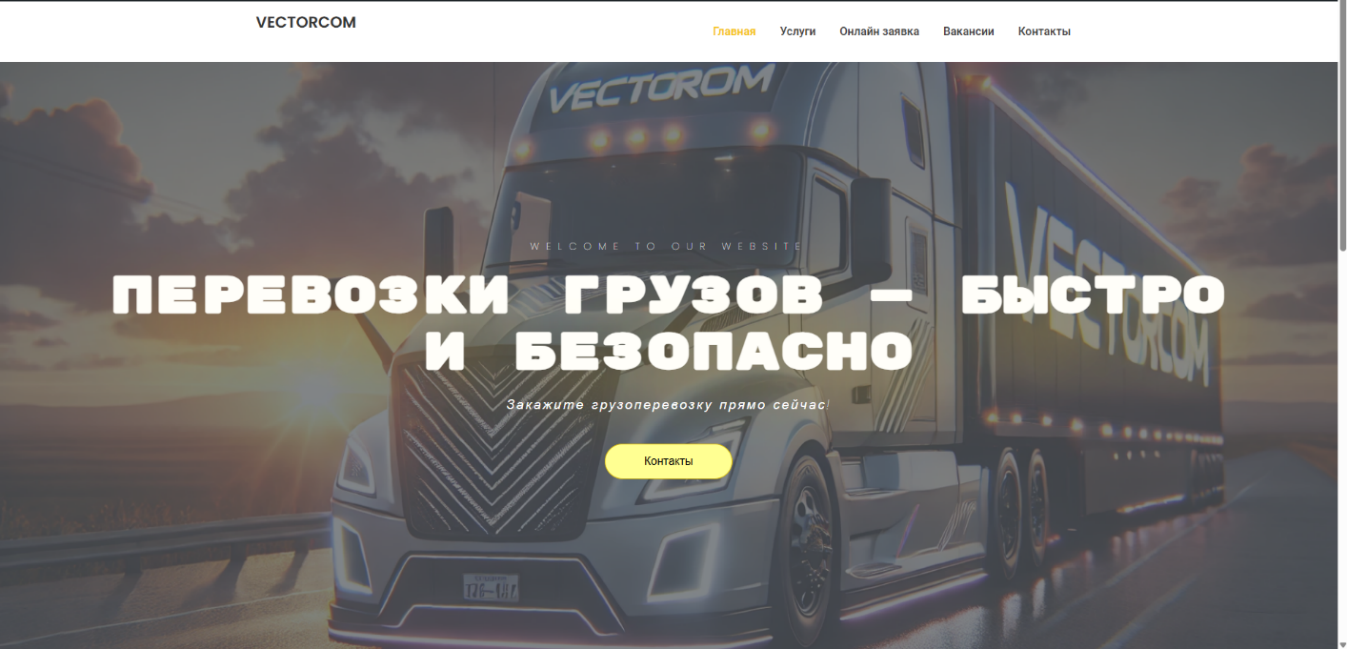 VECTORCOM
Главная Услуги Онлайн заявка Вакансии Контакты
VECTOROM
WELCOME TO OUR WEBSITE
ПЕРЕВОЗКИ ГРУЗОВ — БЫСТРО
И БЕЗОПАСНО
VECTORCOM
Закажите грузоперевозку прямо сейчас!
Контакты